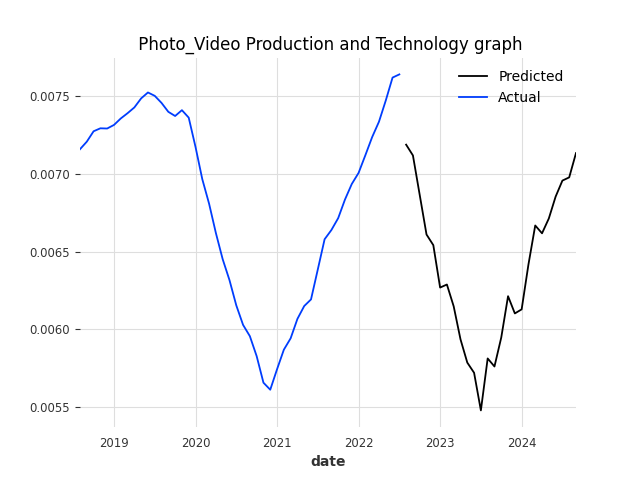 Photo_Video Production and Technology graph
Predicted
Actual
0.0075
0.0070
0.0065
0.0060
0.0055
2019 2020 2021 2022 2023 2024
date